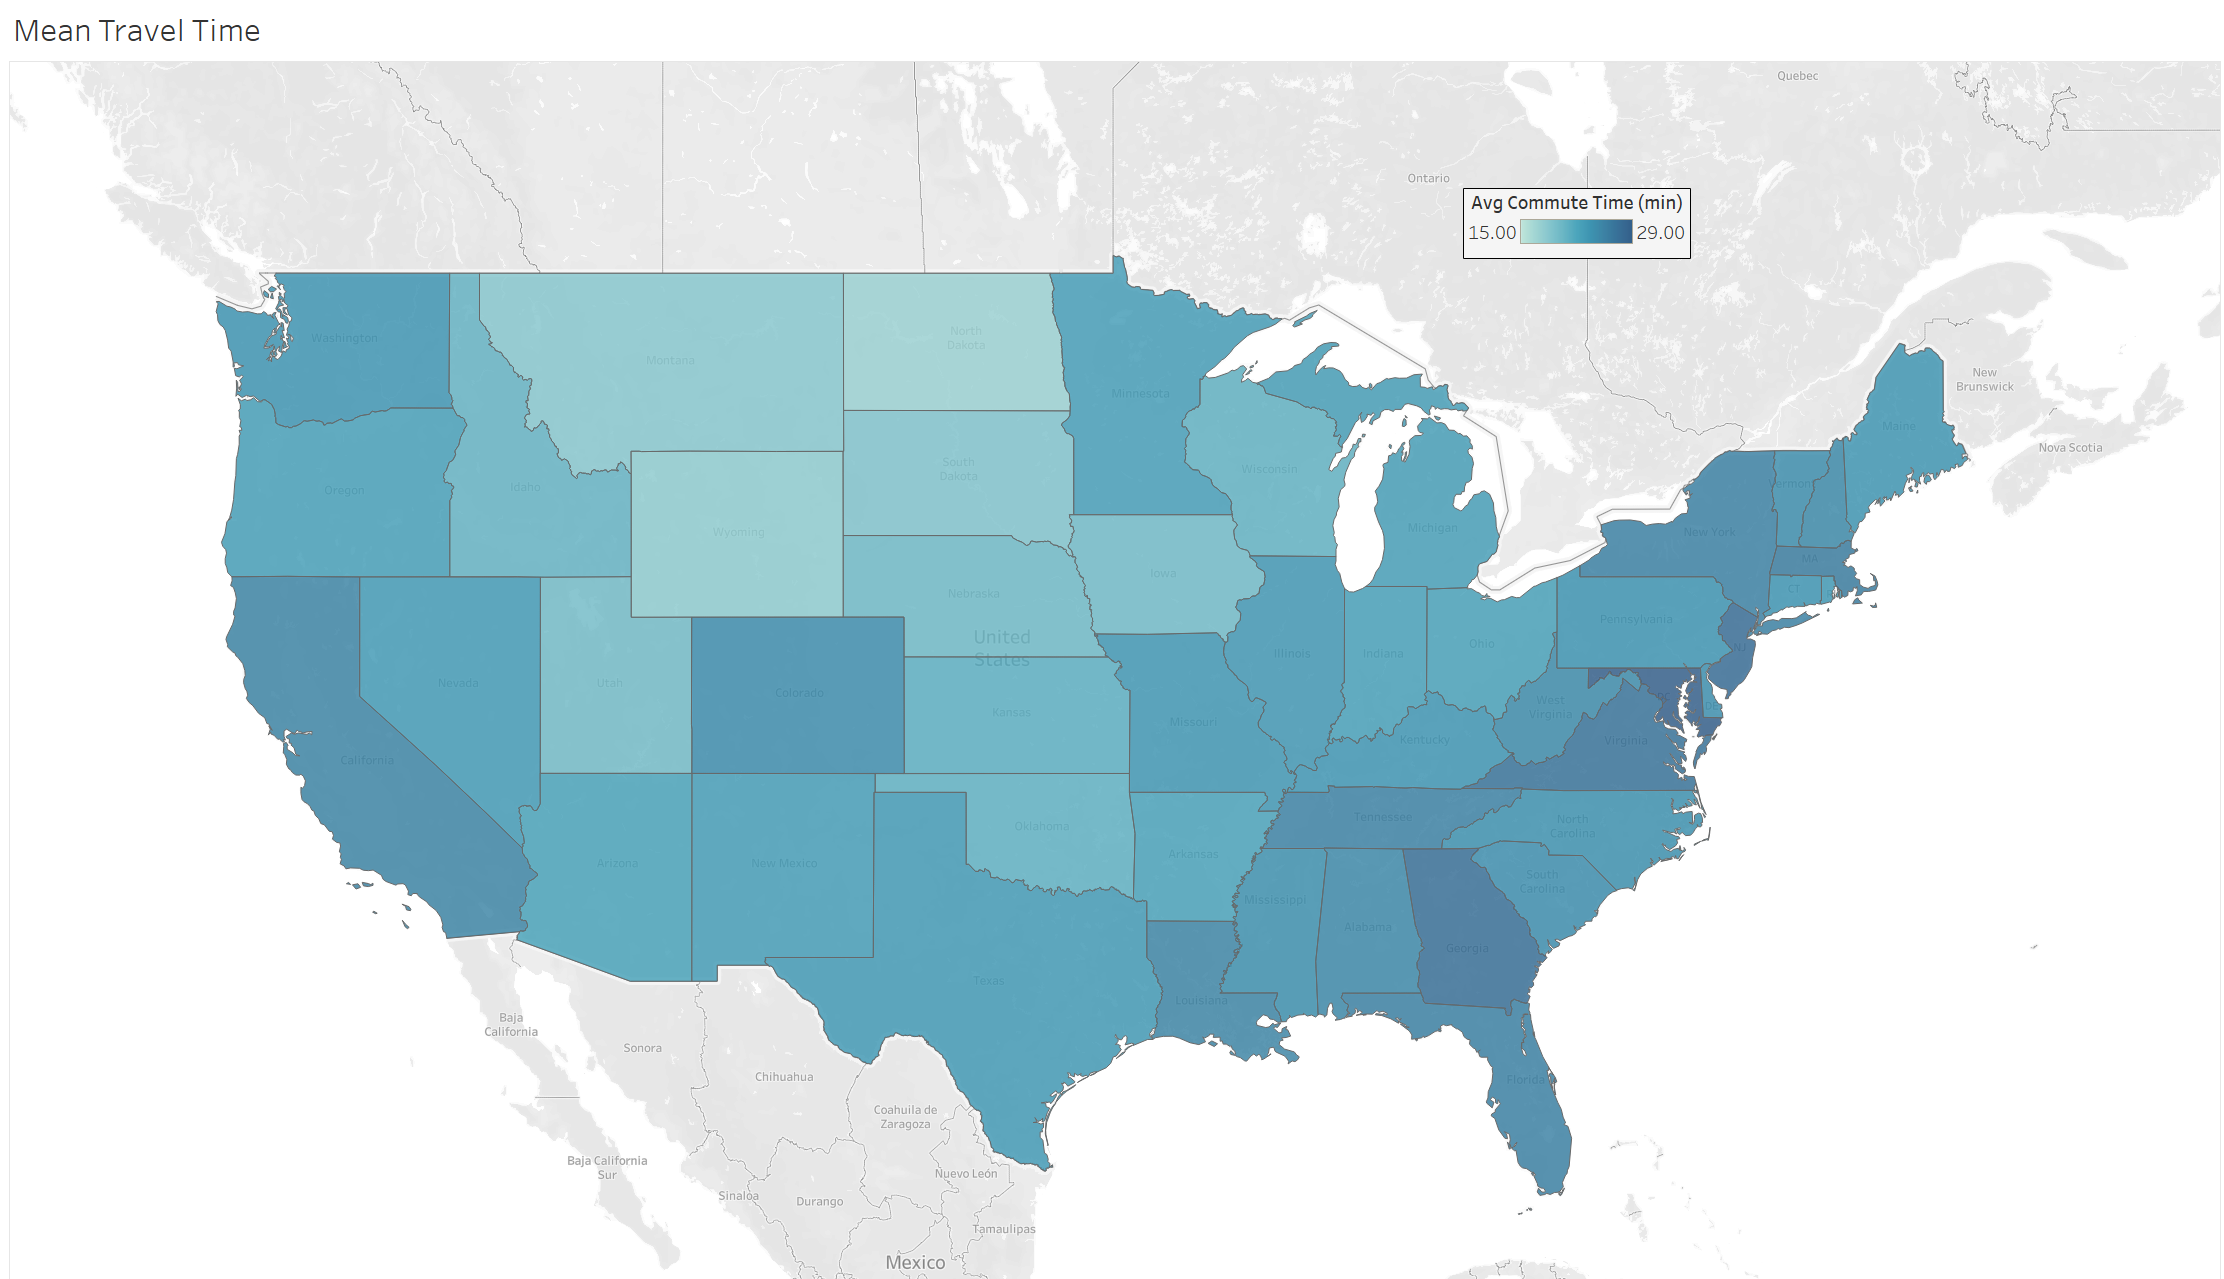 Mean Travel Time
Quebec
Ontario
Avg Commute Time (min)
15.00
29.00
Washington
Montana
North
Dakota
Minnesota
New
Brunswick
Maine
Nova Scotia
Oregon
Idaho
South
Dakota
Wisconsin
Michigan
Vermont
New York
Wyoming
MA
Iowa
Nebraska
CT
Pennsylvania
United
States
Nevada
Utah
Colorado
Kansas
Illinois
Indiana
Ohio
NJ
Missouri
West
Virginia
DE
Kentucky
Virginia
California
Arizona
New Mexico
Oklahoma
Arkansas
Tennessee
North
Carolina
Mississippi
Alabama
Georgia
South
Carolina
Texas
Louisiana
Florida
Baja
California
Sonora
Chihuahua
Coahuila de
Zaragoza
Baja California
Sur
Nuevo León
Sinaloa
Durango
Tamaulipas
Mexico